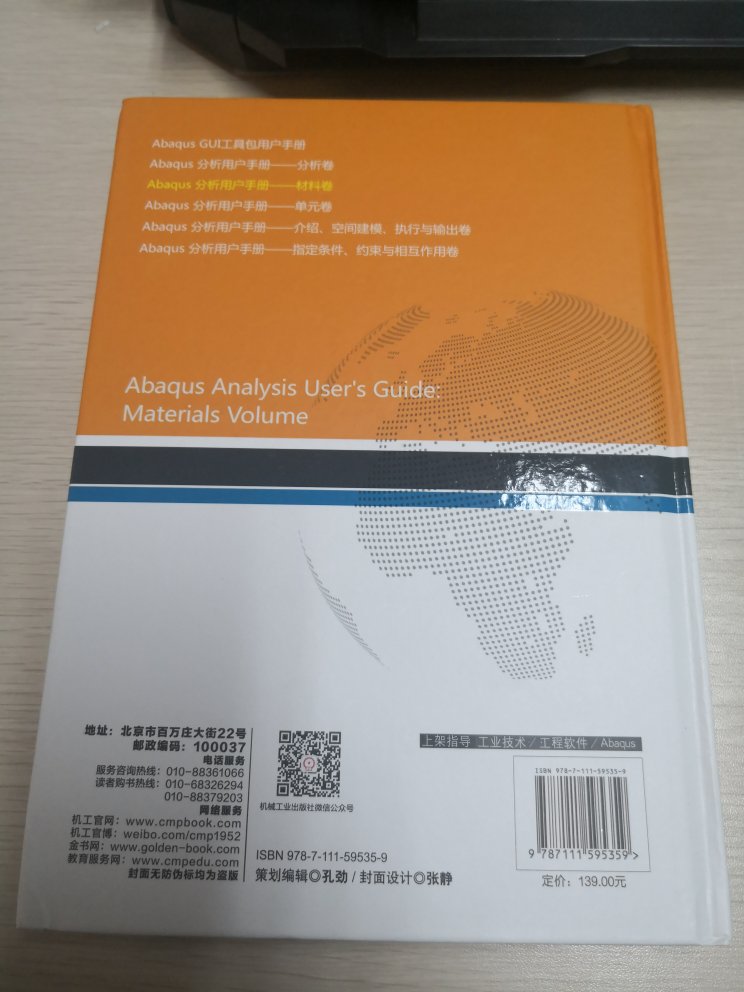 Abaqus GUI工具包用户手册
Abaqus 分析用户手册——分析卷
Abaqus 分析用户手册——材料卷
Abaqus 分析用户手册——单元卷
Abaqus 分析用户手册——介绍、空间建模、执行与输出卷
Abaqus 分析用户手册——指定条件、约束与相互作用卷
Abaqus Analysis User's Guide:
Materials Volume
地址：北京市百万庄大街22号
邮政编码：100037
电话服务
服务咨询热线：010-88361066
读者购书热线：010-68326294
010-88379203
网络服务
机工官网：www.cmpbook.com
机工官博：weibo.com/cmp1952
金书网：www.golden-book.com
教育服务网：www.cmpedu.com
封面无防伪标均为盗版
机械工业出版社微信公众号
ISBN 978-7-111-59535-9
策划编辑◎孔劲 / 封面设计◎张静
上架指导 工业技术 / 工程软件 / Abaqus
ISBN 978-7-111-59535-9
9 787111 595359 >
定价：139.00元